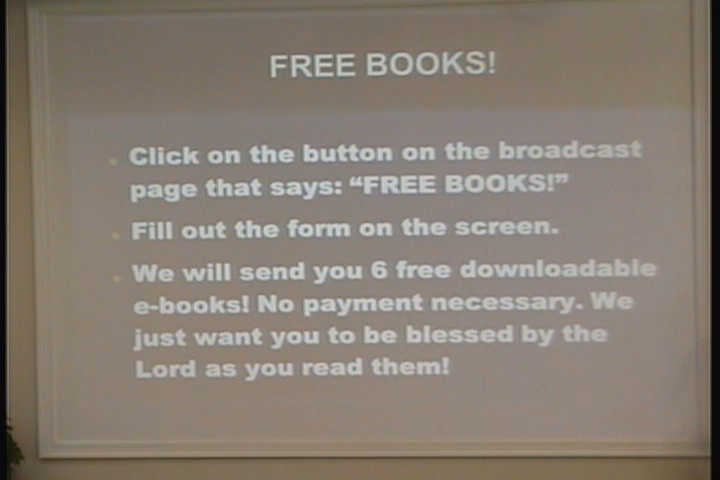 FREE BOOKS!
Click on the button on the broadcast
page that says: “FREE BOOKS!”
Fill out the form on the screen.
We will send you 6 free downloadable
e-books! No payment necessary. We
just want you to be blessed by the
Lord as you read them!